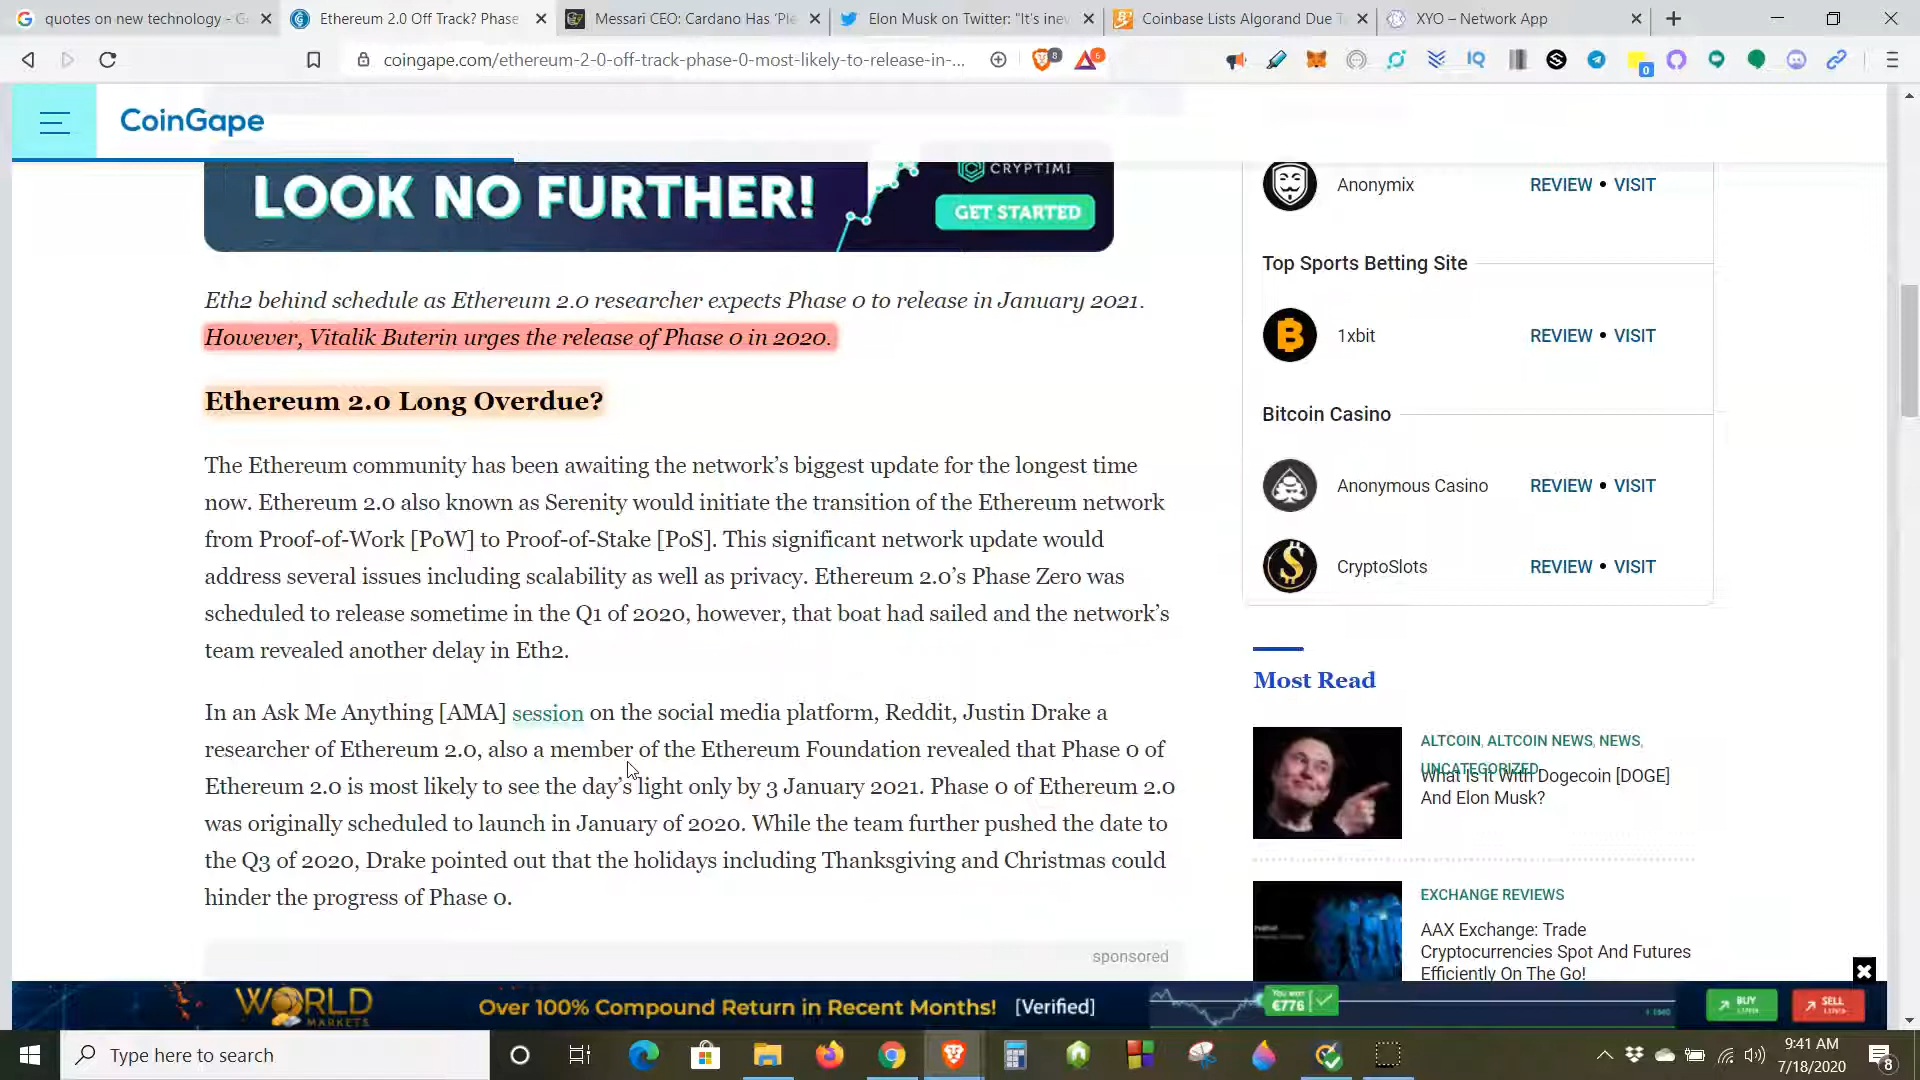 quotes on new technology - G
Ethereum 2.0 Off Track? Phase
Messari CEO: Cardano Has 'Ple
Elon Musk on Twitter: "It's inev
Coinbase Lists Algorand Due T
XYO – Network App
coingape.com/ethereum-2-0-off-track-phase-0-most-likely-to-release-in-...
8
6
IQ
0
CoinGape
LOOK NO FURTHER!
CRYPTIMI
GET STARTED
Eth2 behind schedule as Ethereum 2.0 researcher expects Phase 0 to release in January 2021.
However, Vitalik Buterin urges the release of Phase 0 in 2020.
Ethereum 2.0 Long Overdue?
The Ethereum community has been awaiting the network's biggest update for the longest time
now. Ethereum 2.0 also known as Serenity would initiate the transition of the Ethereum network
from Proof-of-Work [PoW] to Proof-of-Stake [PoS]. This significant network update would
address several issues including scalability as well as privacy. Ethereum 2.0's Phase Zero was
scheduled to release sometime in the Q1 of 2020, however, that boat had sailed and the network's
team revealed another delay in Eth2.
In an Ask Me Anything [AMA] session on the social media platform, Reddit, Justin Drake a
researcher of Ethereum 2.0, also a member of the Ethereum Foundation revealed that Phase 0 of
Ethereum 2.0 is most likely to see the day's light only by 3 January 2021. Phase 0 of Ethereum 2.0
was originally scheduled to launch in January of 2020. While the team further pushed the date to
the Q3 of 2020, Drake pointed out that the holidays including Thanksgiving and Christmas could
hinder the progress of Phase 0.
sponsored
Anonymix REVIEW • VISIT
Top Sports Betting Site
1xbit REVIEW • VISIT
Bitcoin Casino
Anonymous Casino REVIEW • VISIT
CryptoSlots REVIEW • VISIT
Most Read
ALTCOIN, ALTCOIN NEWS, NEWS,
UNCATEGORIZED
What Is It With Dogecoin [DOGE]
And Elon Musk?
EXCHANGE REVIEWS
AAX Exchange: Trade
Cryptocurrencies Spot And Futures
Efficiently On The Go!
WORLD
MARKETS
Over 100% Compound Return in Recent Months! [Verified]
You won
€776
BUY
SELL
Type here to search
9:41 AM
7/18/2020
8